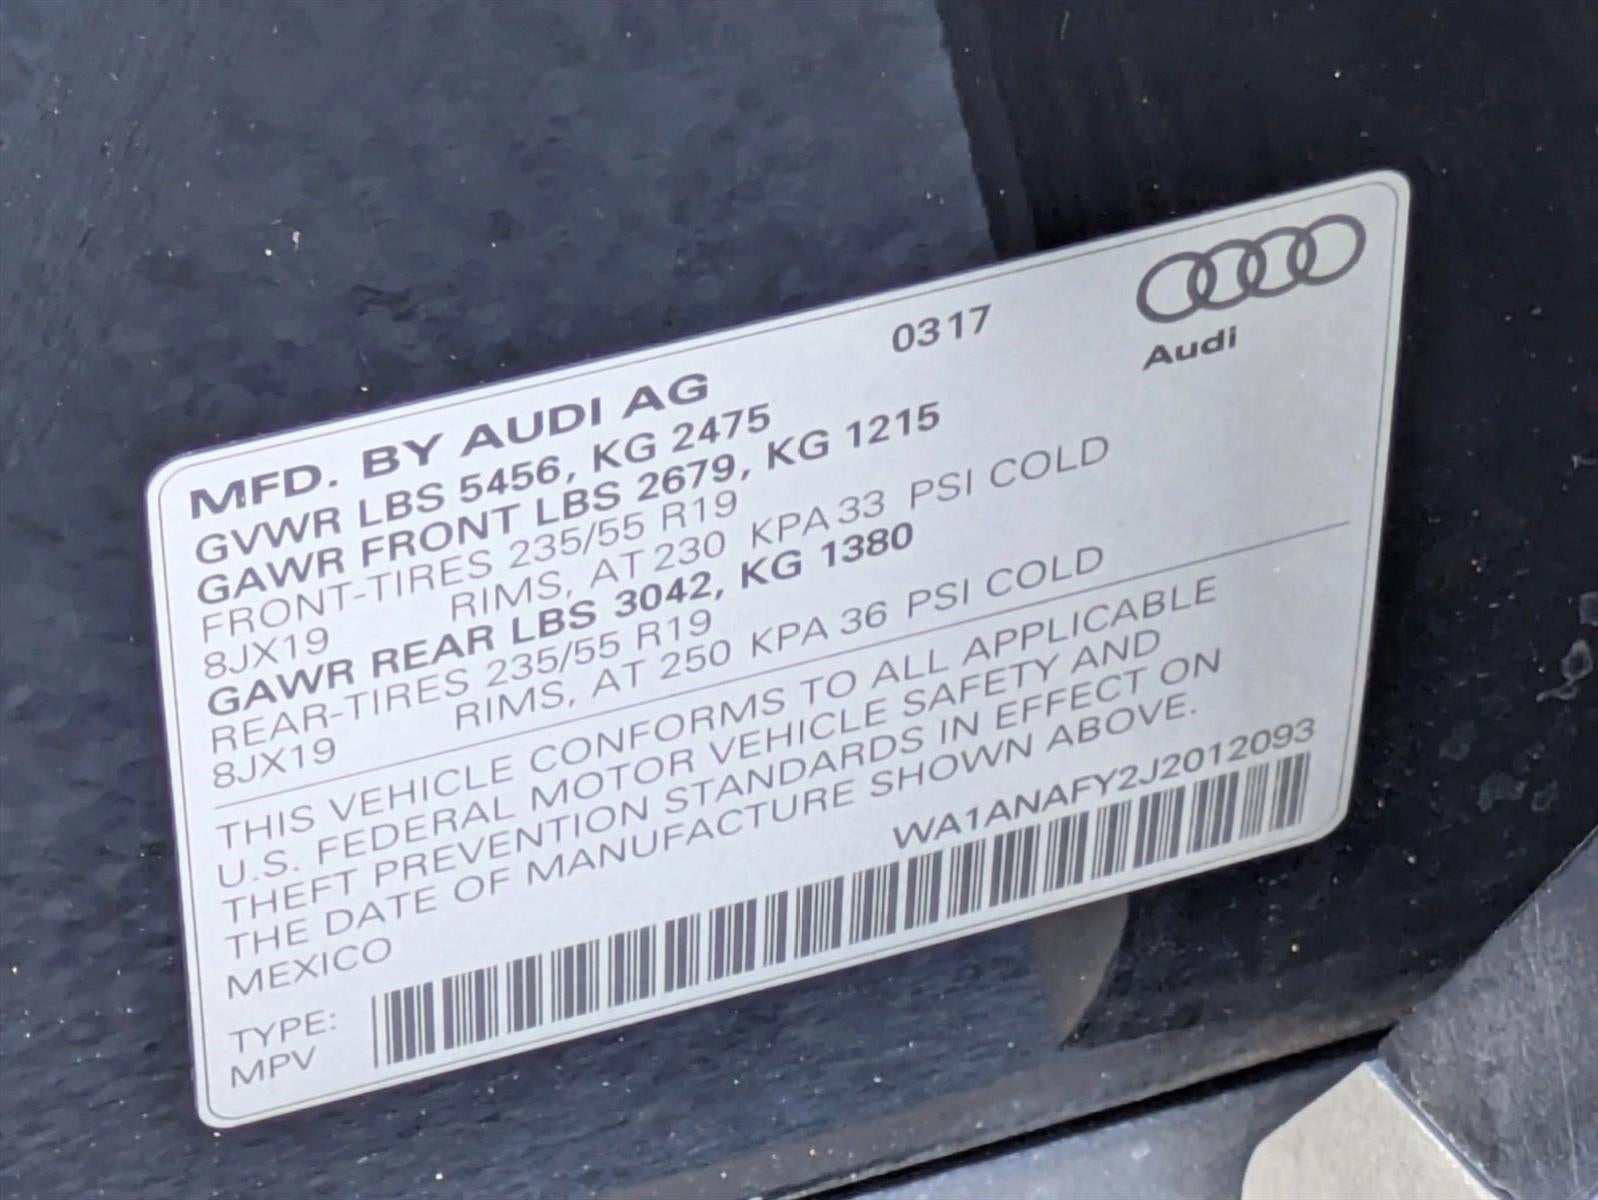 Audi
0317
MFD. BY AUDI AG
GVWR LBS 5456, KG 2475
GAWR FRONT LBS 2679, KG 1215
FRONT-TIRES 235/55 R19
8JX19 RIMS, AT 230 KPA 33 PSI COLD
GAWR REAR LBS 3042, KG 1380
REAR-TIRES 235/55 R19
8JX19 RIMS, AT 250 KPA 36 PSI COLD
THIS VEHICLE CONFORMS TO ALL APPLICABLE
U.S. FEDERAL MOTOR VEHICLE SAFETY AND
THEFT PREVENTION STANDARDS IN EFFECT ON
THE DATE OF MANUFACTURE SHOWN ABOVE.
MEXICO
WA1ANAFY2J2012093
TYPE:
MPV